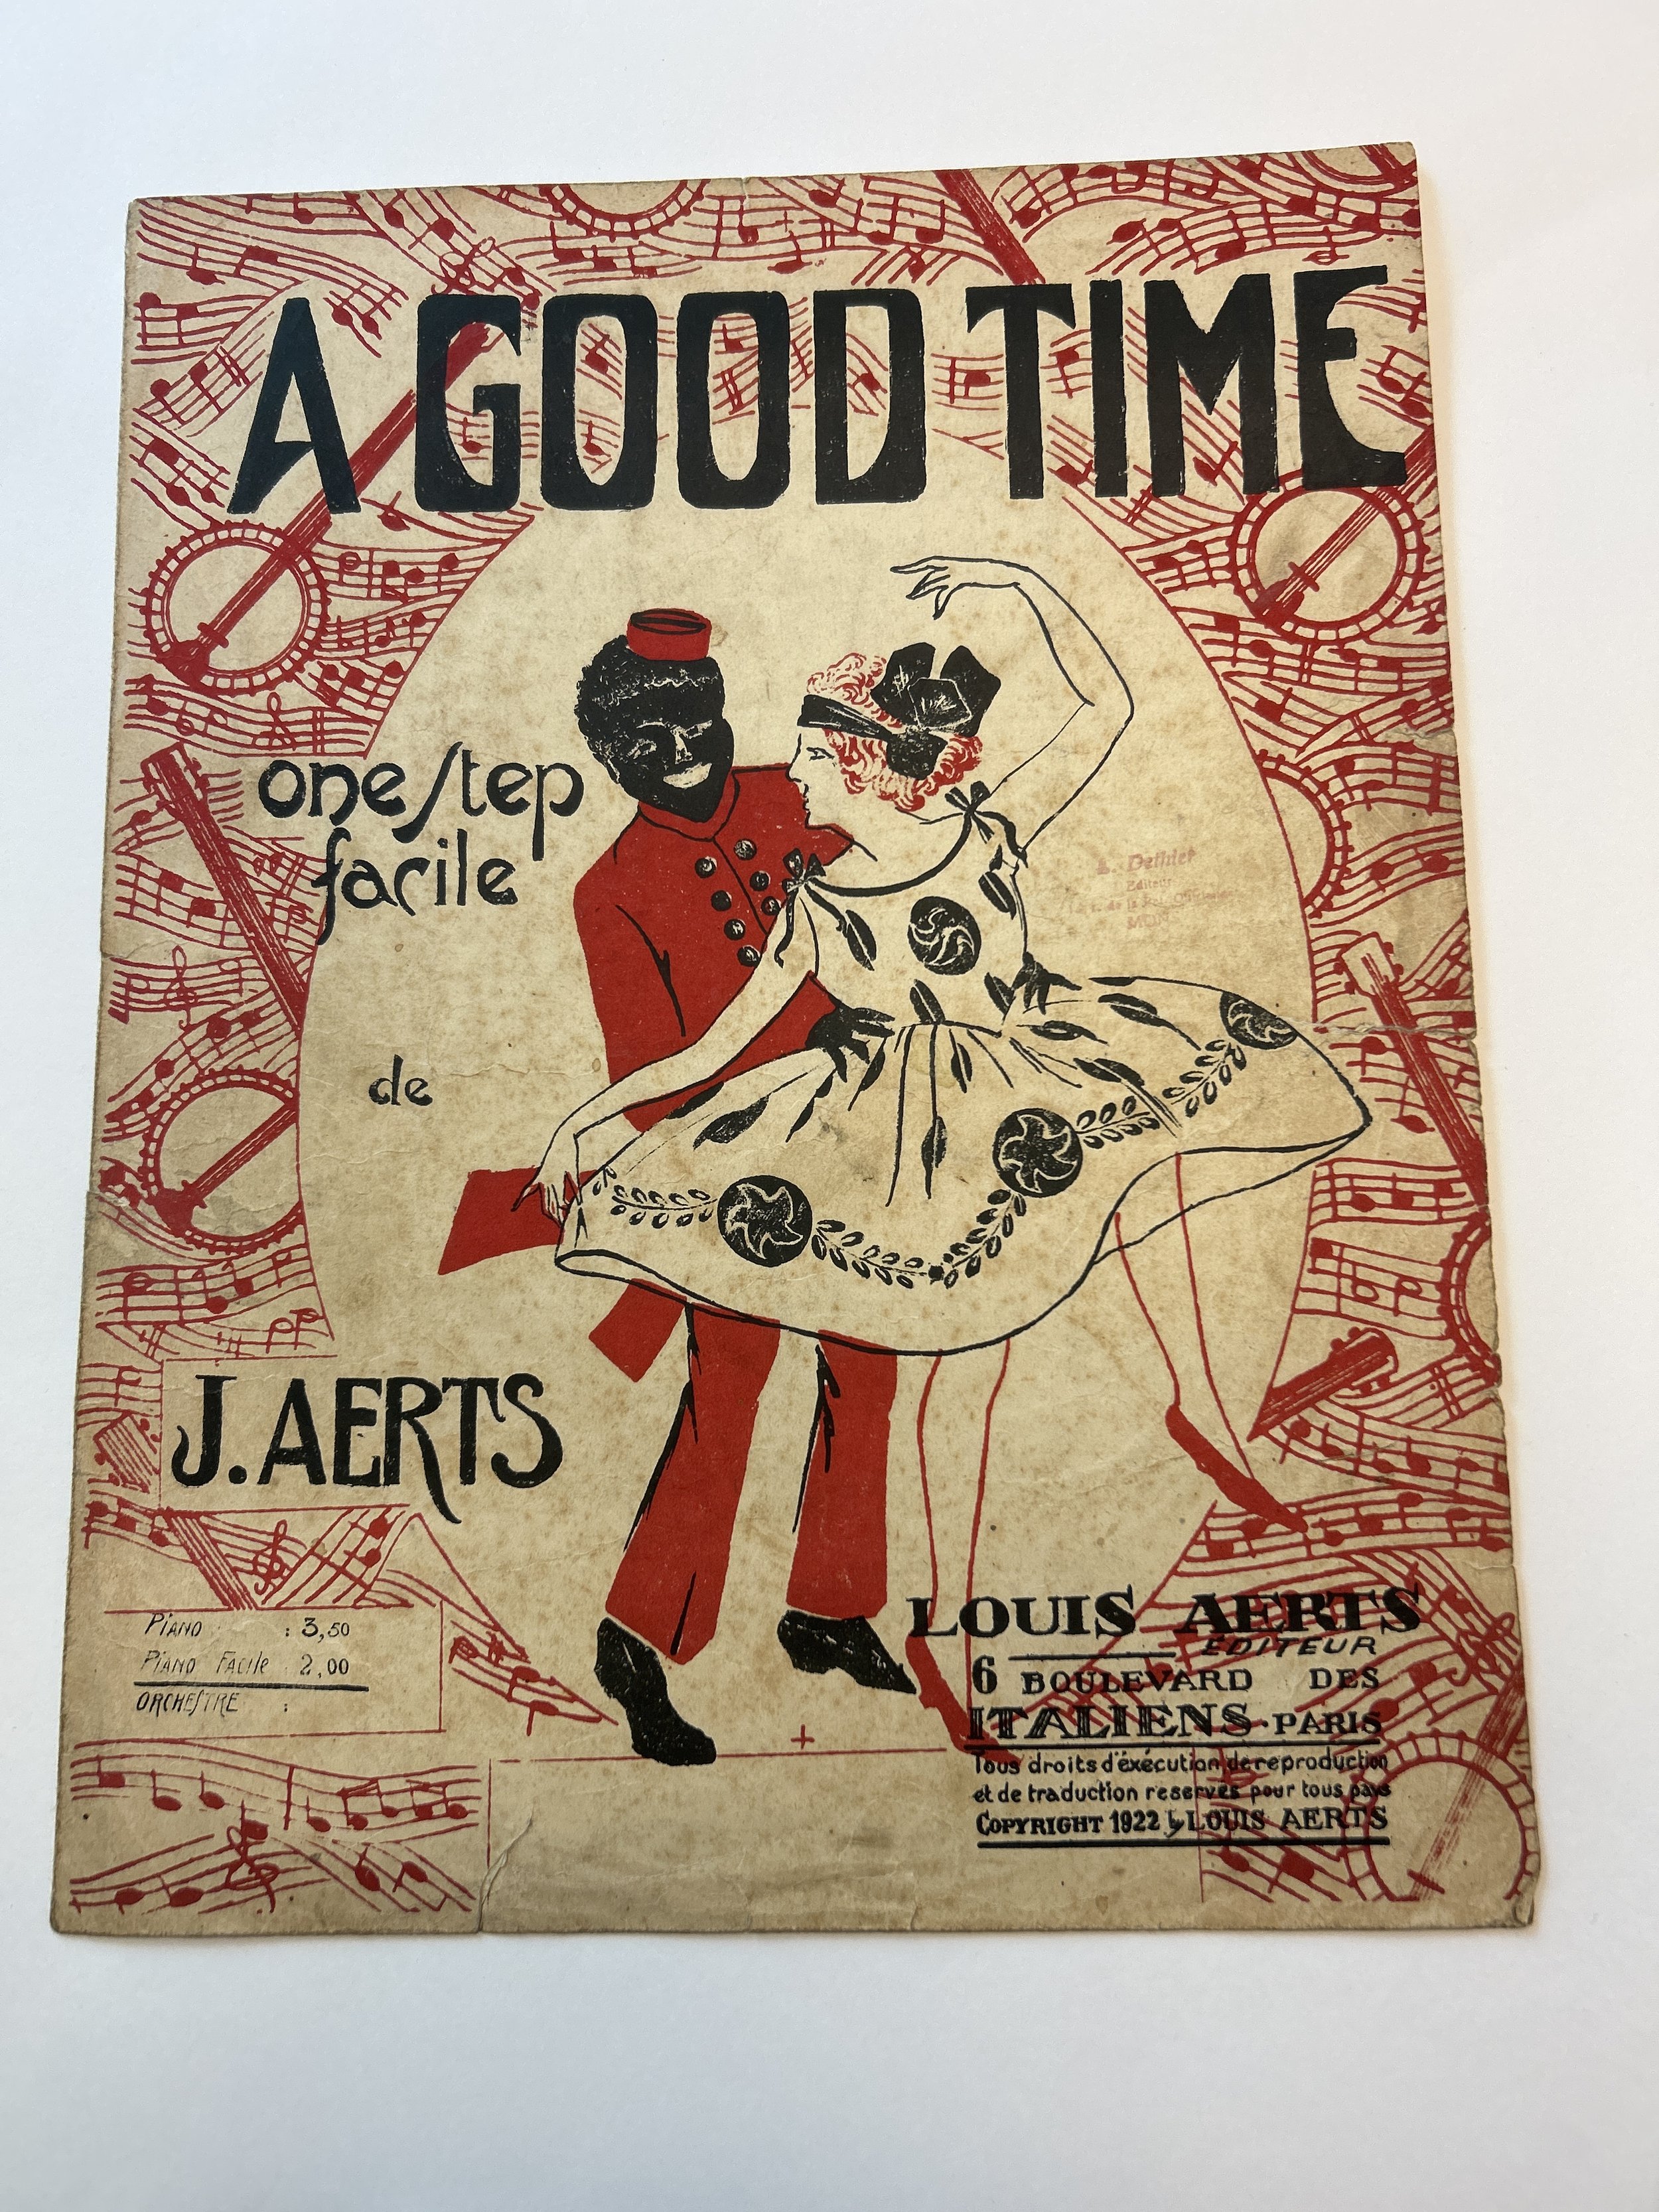 A GOOD TIME
one step
facile
de
J. AERTS
PIANO : 3,50
PIANO FACIle : 2,00
ORCHESTRE :
LOUIS AERTS
EDITEUR
6 BOULEVARD DES
ITALIENS. PARIS
Tous droits d'éxécution de reproduction
et de traduction reservés pour tous pays
COPYRIGHT 1922 by LOUIS AERTS
Editeur